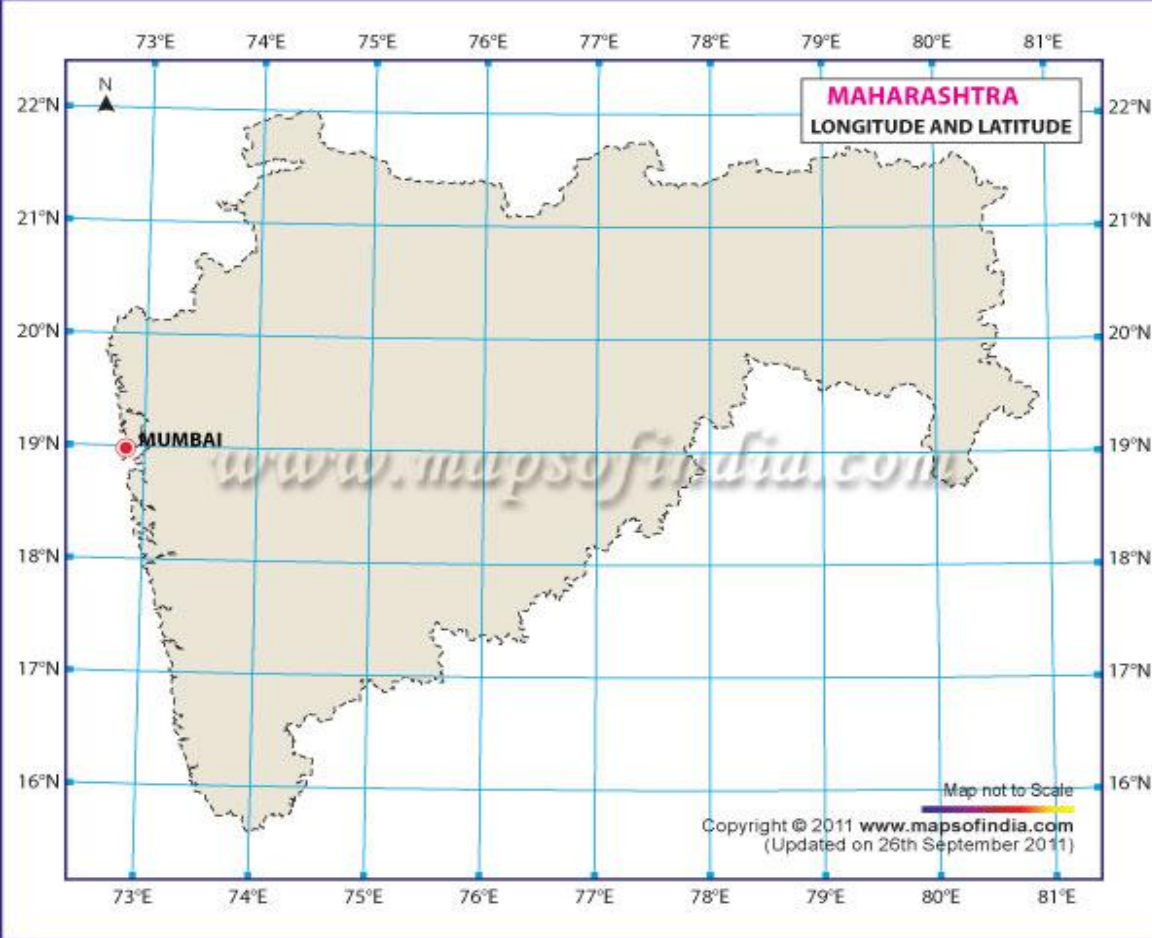 73°E 74°E 75°E 76°E 77°E 78°E 79°E 80°E 81°E
N
MAHARASHTRA
LONGITUDE AND LATITUDE
22°N 22°N
21°N 21°N
20°N 20°N
19°N MUMBAI 19°N
www.mapsofindia.com
18°N 18°N
17°N 17°N
16°N 16°N
Map not to Scale
Copyright © 2011 www.mapsofindia.com
(Updated on 26th September 2011)
73°E 74°E 75°E 76°E 77°E 78°E 79°E 80°E 81°E